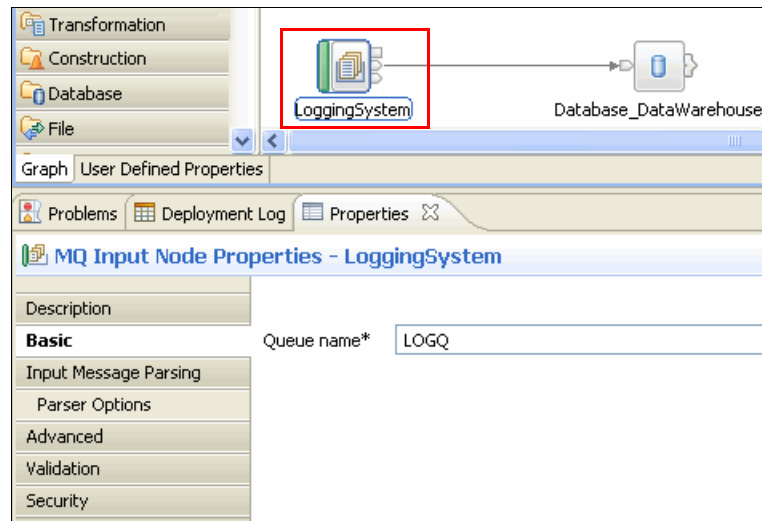 Transformation
Construction
Database
File
LoggingSystem
Database_DataWarehouse
Graph User Defined Properties
Problems Deployment Log Properties
MQ Input Node Properties - LoggingSystem
Description
Basic
Queue name* LOGQ
Input Message Parsing
Parser Options
Advanced
Validation
Security